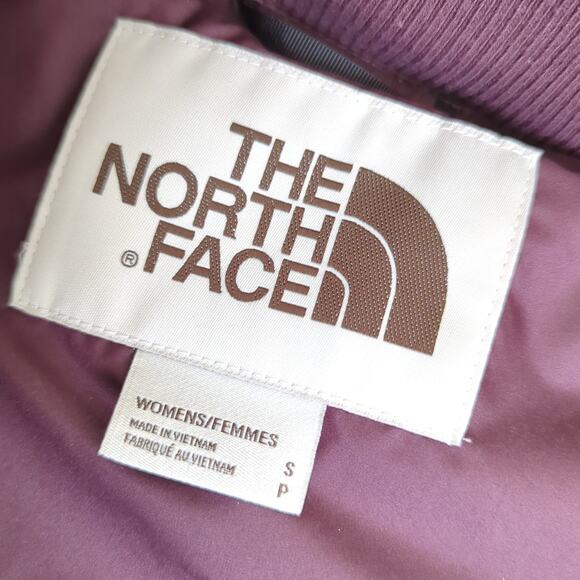 THE
NORTH
® FACE
WOMENS/FEMMES
MADE IN VIETNAM
FABRIQUÉ AU VIETNAM
S
P